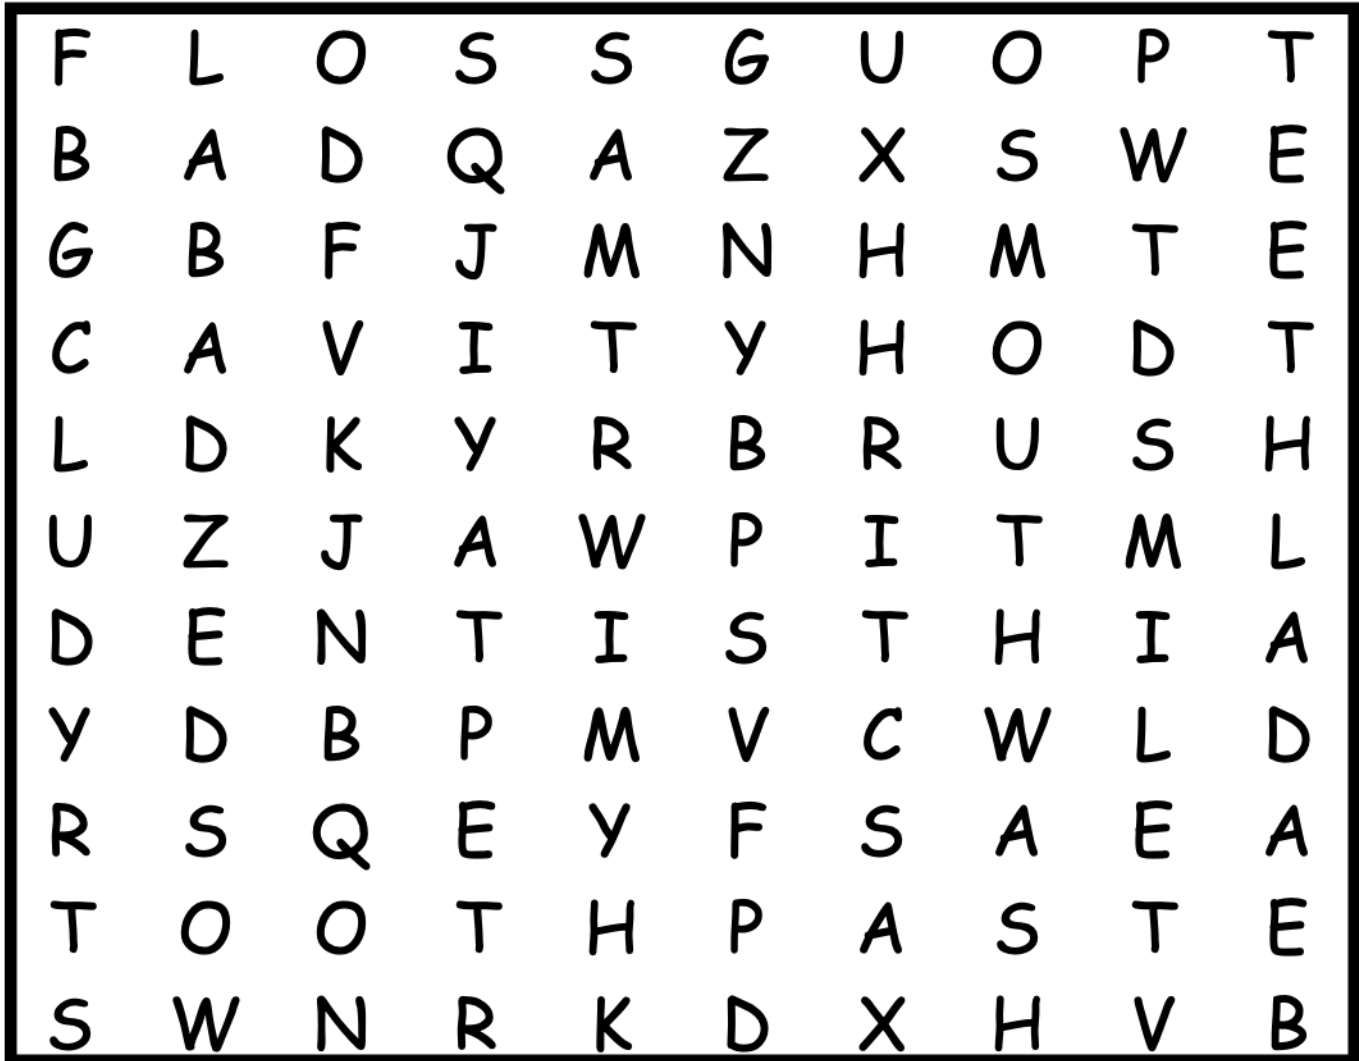 F L O S S G U O P T
B A D Q A Z X S W E
G B F J M N H M T E
C A V I T Y H O D T
L D K Y R B R U S H
U Z J A W P I T M L
D E N T I S T H I A
Y D B P M V C W L D
R S Q E Y F S A E A
T O O T H P A S T E
S W N R K D X H V B